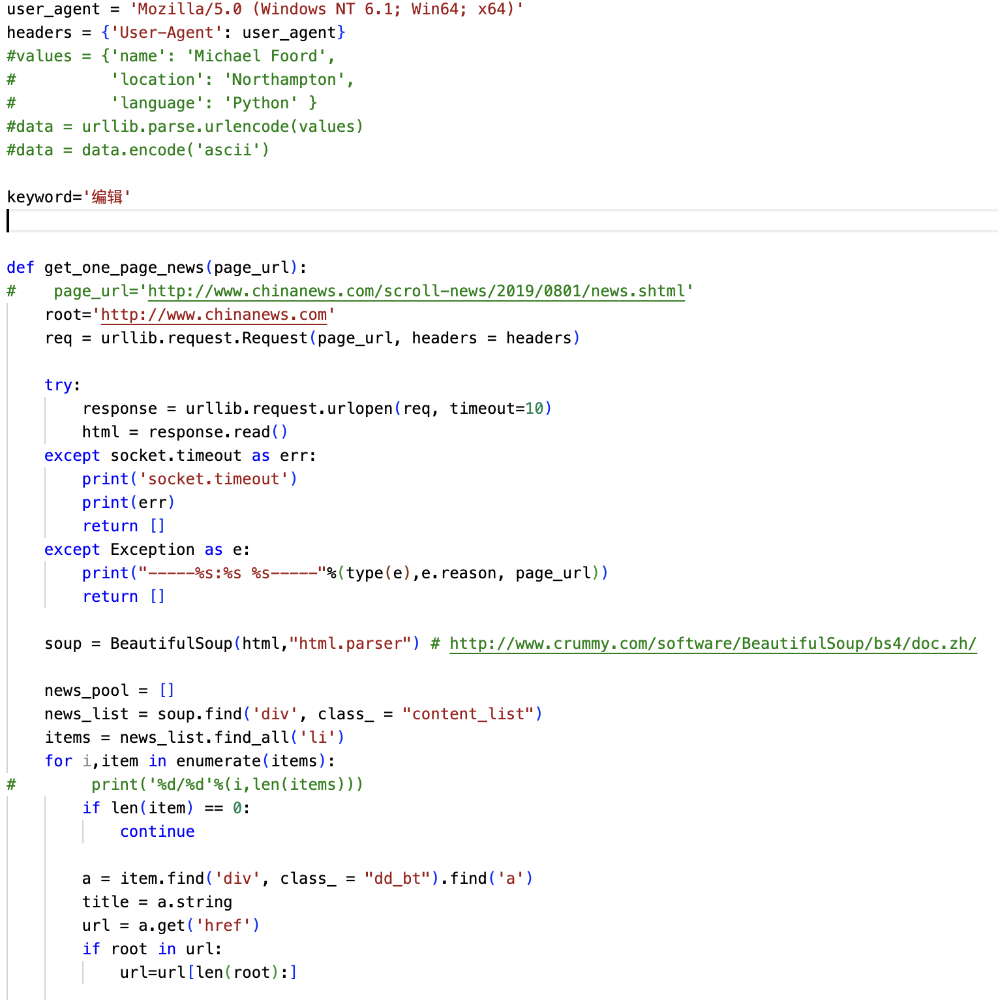 user_agent = 'Mozilla/5.0 (Windows NT 6.1; Win64; x64)'
headers = {'User-Agent': user_agent}
#values = {'name': 'Michael Foord',
#          'location': 'Northampton',
#          'language': 'Python' }
#data = urllib.parse.urlencode(values)
#data = data.encode('ascii')

keyword='编辑'


def get_one_page_news(page_url):
#    page_url='http://www.chinanews.com/scroll-news/2019/0801/news.shtml'
    root='http://www.chinanews.com'
    req = urllib.request.Request(page_url, headers = headers)

    try:
        response = urllib.request.urlopen(req, timeout=10)
        html = response.read()
    except socket.timeout as err:
        print('socket.timeout')
        print(err)
        return []
    except Exception as e:
        print("-----%s:%s %s-----"%(type(e),e.reason, page_url))
        return []

    soup = BeautifulSoup(html,"html.parser") # http://www.crummy.com/software/BeautifulSoup/bs4/doc.zh/

    news_pool = []
    news_list = soup.find('div', class_ = "content_list")
    items = news_list.find_all('li')
    for i,item in enumerate(items):
#        print('%d/%d'%(i,len(items)))
        if len(item) == 0:
            continue

        a = item.find('div', class_ = "dd_bt").find('a')
        title = a.string
        url = a.get('href')
        if root in url:
            url=url[len(root):]